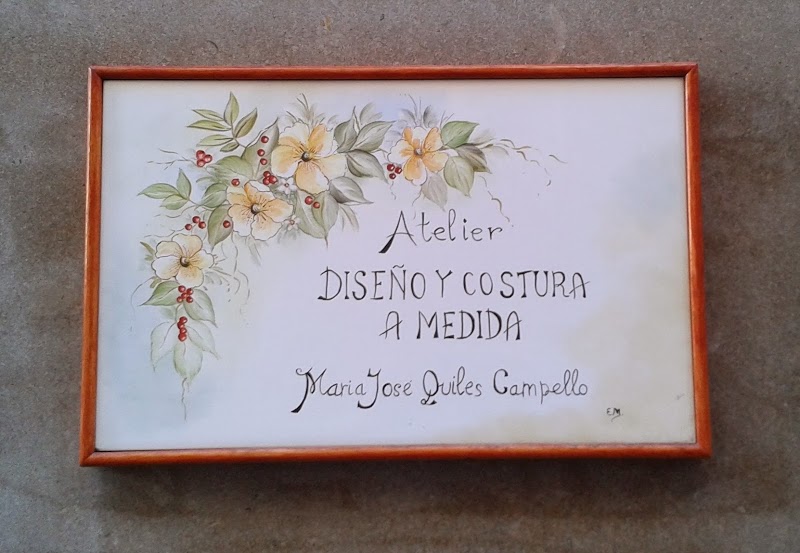 Atelier
DISEÑO Y COSTURA
A MEDIDA
Maria José Quiles Campello
E.M